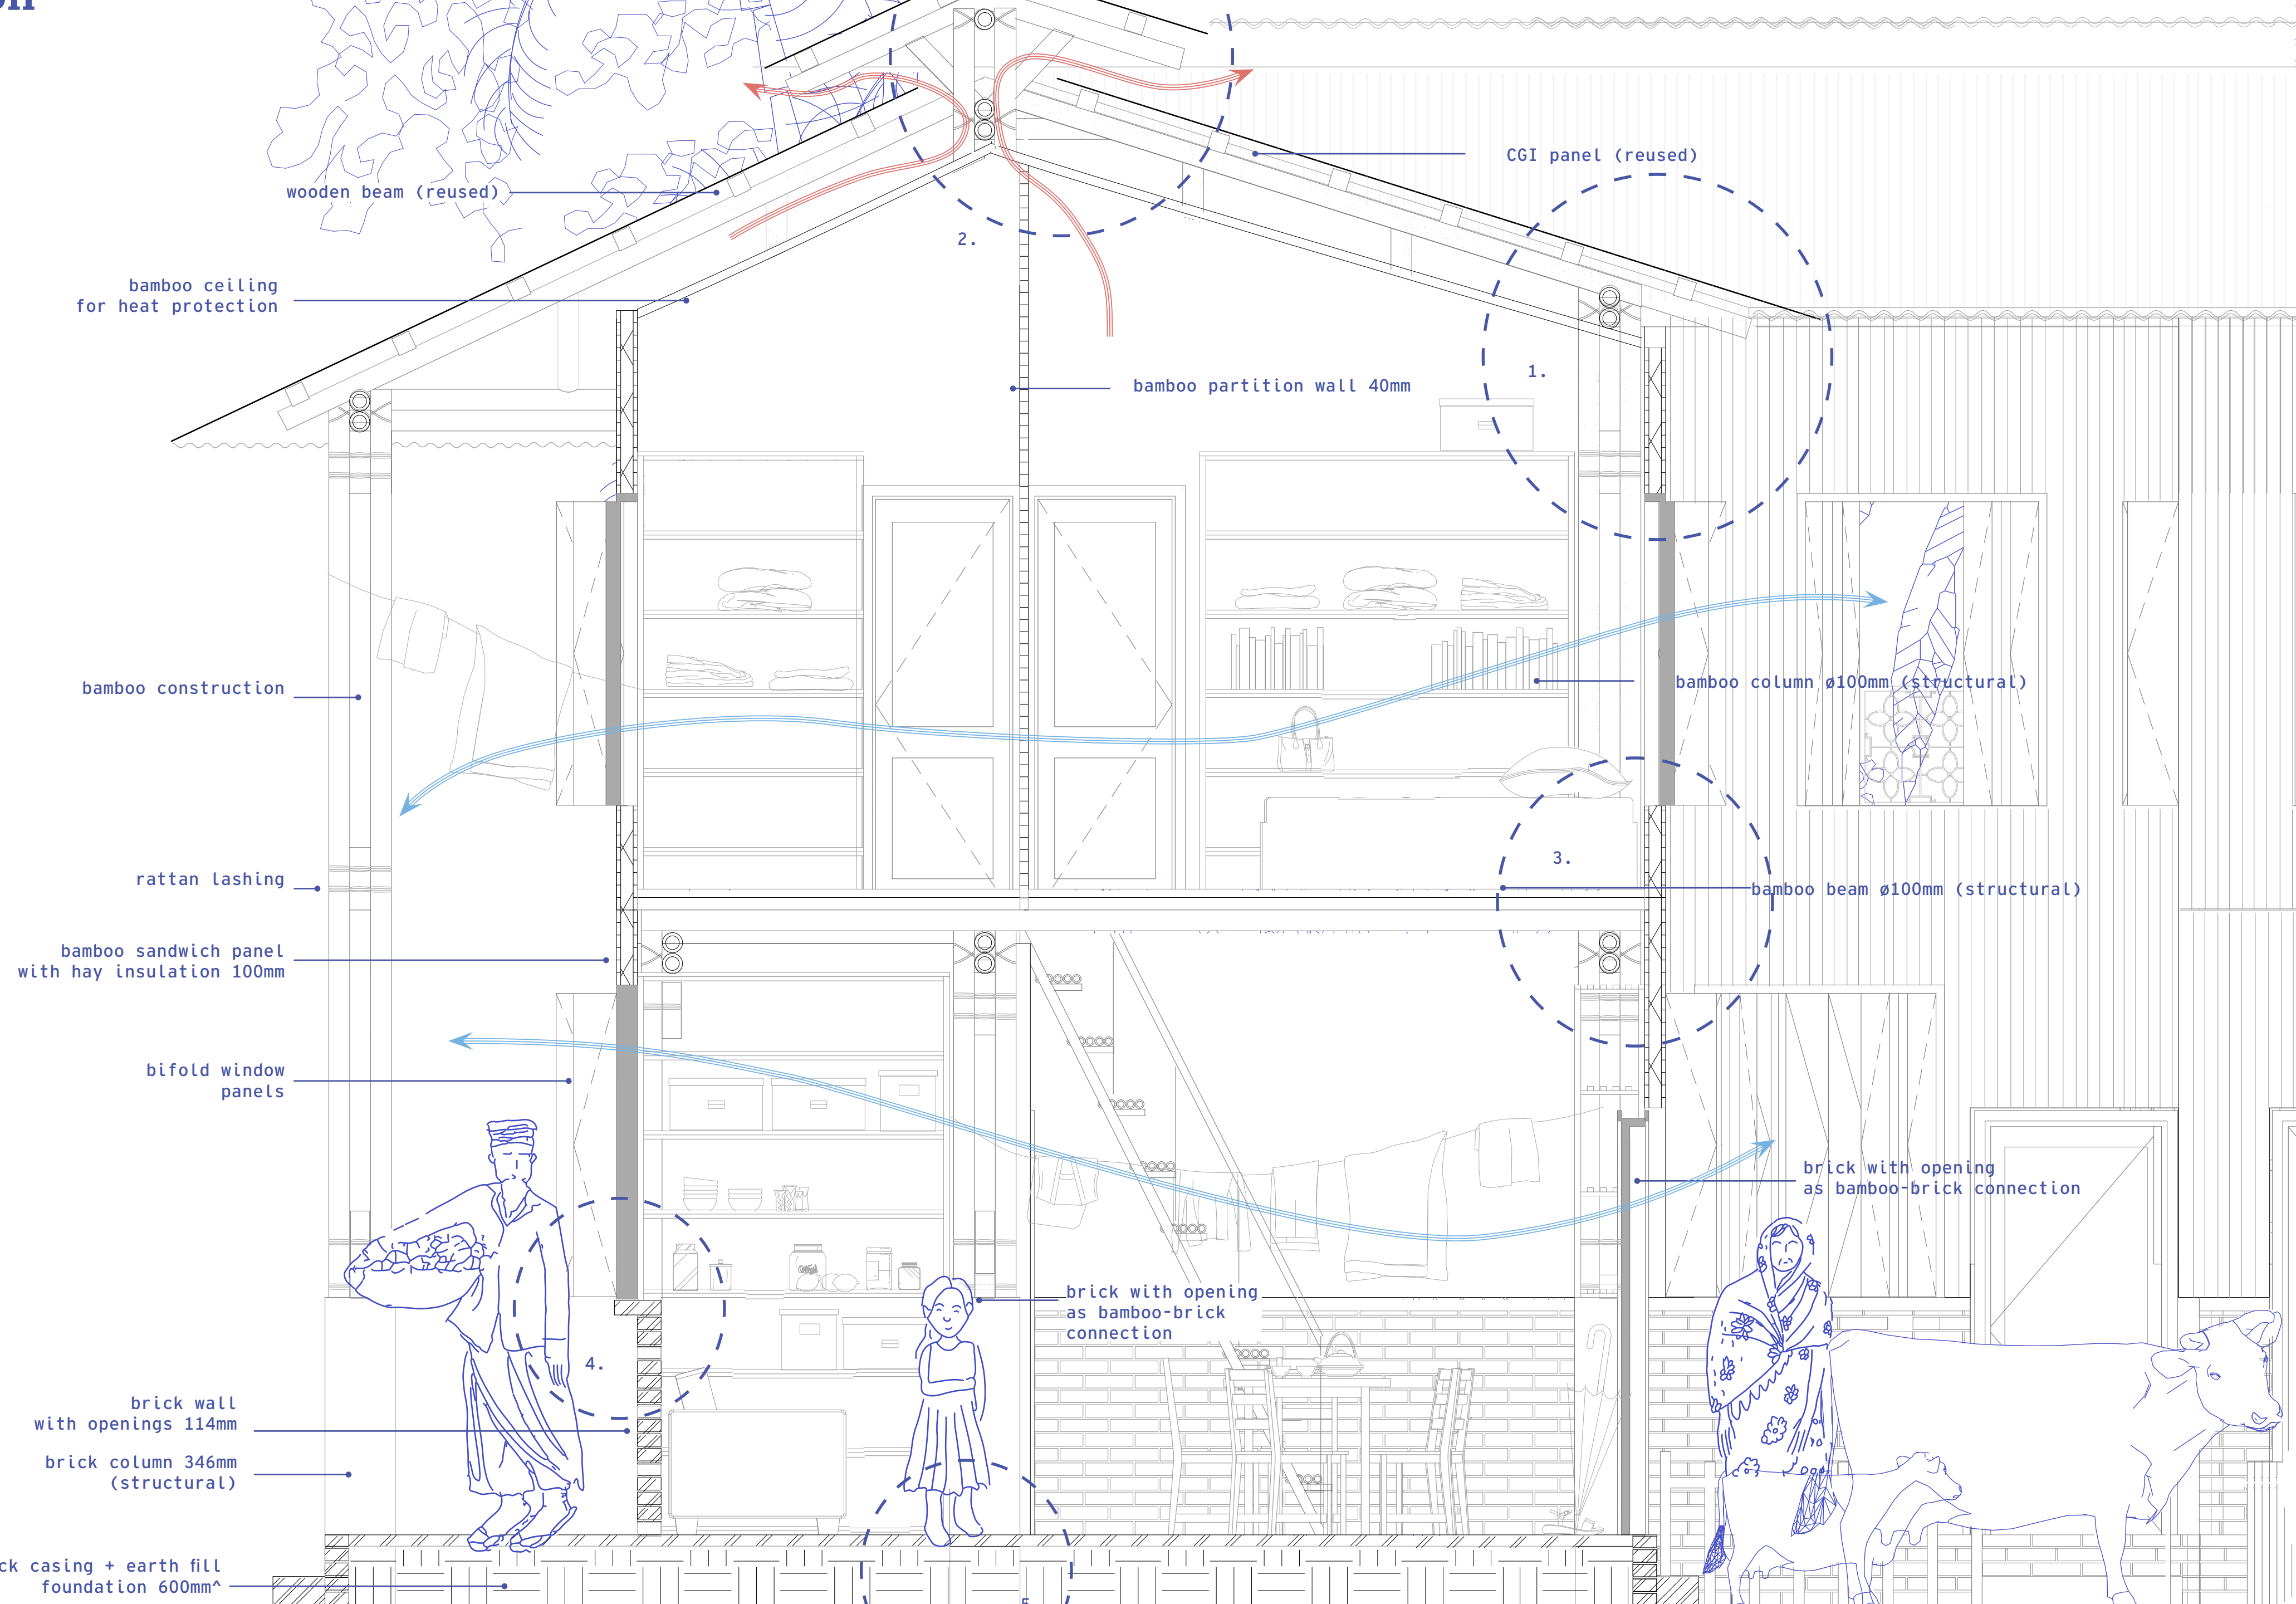 CGI panel (reused)
wooden beam (reused)
2.
bamboo ceiling
for heat protection
1.
bamboo partition wall 40mm
bamboo construction
bamboo column ø100mm (structural)
3.
rattan lashing
bamboo beam ø100mm (structural)
bamboo sandwich panel
with hay insulation 100mm
bifold window
panels
brick with opening
as bamboo-brick connection
brick with opening
as bamboo-brick
connection
4.
brick wall
with openings 114mm
brick column 346mm
(structural)
casing + earth fill
foundation 600mm^